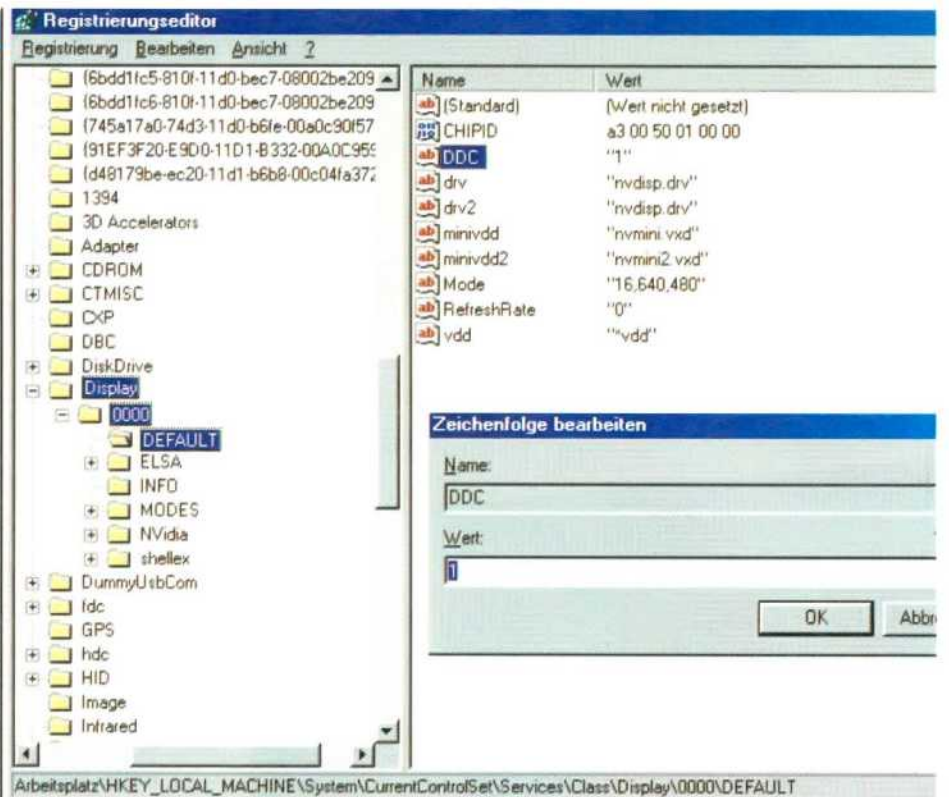 Registrierungseditor
Registrierung Bearbeiten Ansicht ?
{6bdd1fc5-810f-11d0-bec7-08002be209
{6bdd1fc6-810f-11d0-bec7-08002be209
{745a17a0-74d3-11d0-b6fe-00a0c90f57
{91EF3F20-E9D0-11D1-B332-00A0C959
{d48179be-ec20-11d1-b6b8-00c04fa372
1394
3D Accelerators
Adapter
CDROM
CTMISC
CXP
DBC
DiskDrive
Display
0000
DEFAULT
ELSA
INFO
MODES
NVidia
shellex
DummyUsbCom
fdc
GPS
hdc
HID
Image
Infrared
Name Wert
(Standard) (Wert nicht gesetzt)
CHIPID a3 00 50 01 00 00
DDC "1"
drv "nvdisp.drv"
drv2 "nvdisp.drv"
minivdd "nvmini.vxd"
minivdd2 "nvmini2.vxd"
Mode "16,640,480"
RefreshRate "0"
vdd "*vdd"
Zeichenfolge bearbeiten
Name:
DDC
Wert:
1
OK Abbr
Arbeitsplatz\HKEY_LOCAL_MACHINE\System\CurrentControlSet\Services\Class\Display\0000\DEFAULT